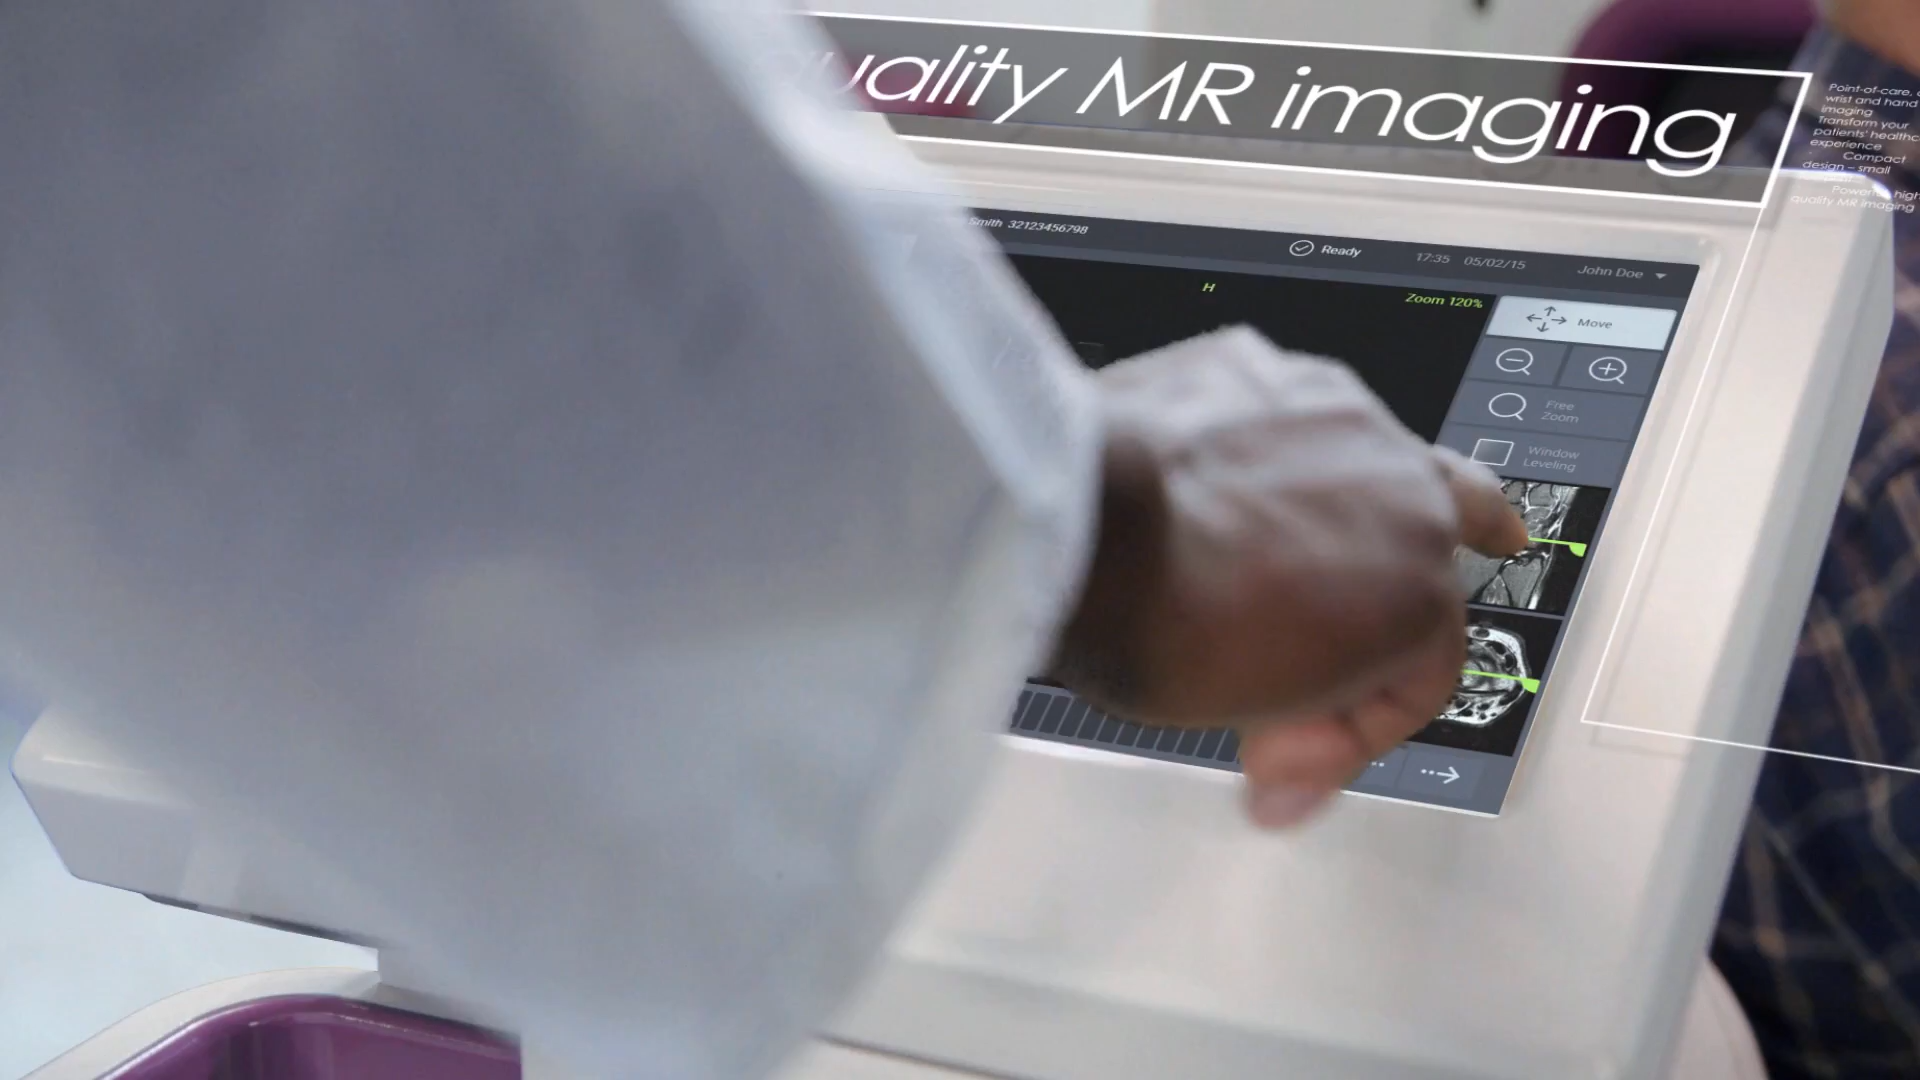 uality MR imaging
Point-of-care,
wrist and hand
imaging
Transform your
patients'
experience
Compact
design – small
high
quality MR imaging
Smith 32123456798
Ready
17:35 05/02/15
John Doe
H
Zoom 120%
Move
Free
Zoom
Window
Leveling